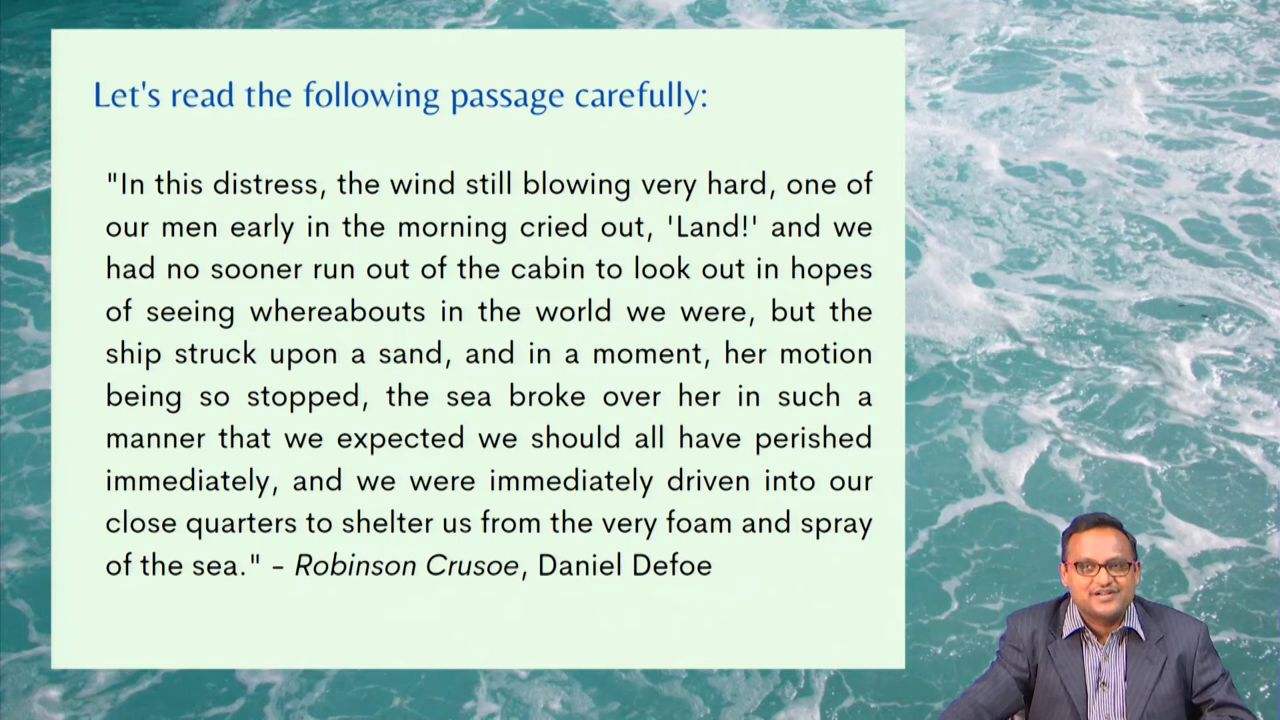 Let's read the following passage carefully:
"In this distress, the wind still blowing very hard, one of
our men early in the morning cried out, 'Land!' and we
had no sooner run out of the cabin to look out in hopes
of seeing whereabouts in the world we were, but the
ship struck upon a sand, and in a moment, her motion
being so stopped, the sea broke over her in such a
manner that we expected we should all have perished
immediately, and we were immediately driven into our
close quarters to shelter us from the very foam and spray
of the sea." - Robinson Crusoe, Daniel Defoe